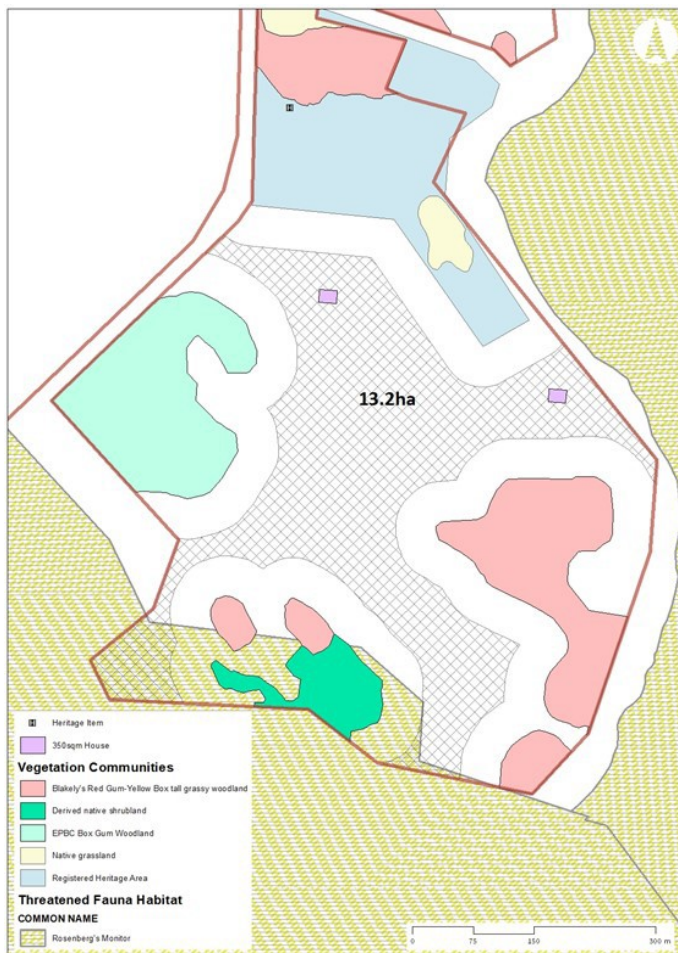 13.2ha
H
H Heritage Item
350sqm House
Vegetation Communities
Blakely's Red Gum-Yellow Box tall grassy woodland
Derived native shrubland
EPBC Box Gum Woodland
Native grassland
Registered Heritage Area
Threatened Fauna Habitat
COMMON NAME
Rosenberg's Monitor
0 75 150 300 m